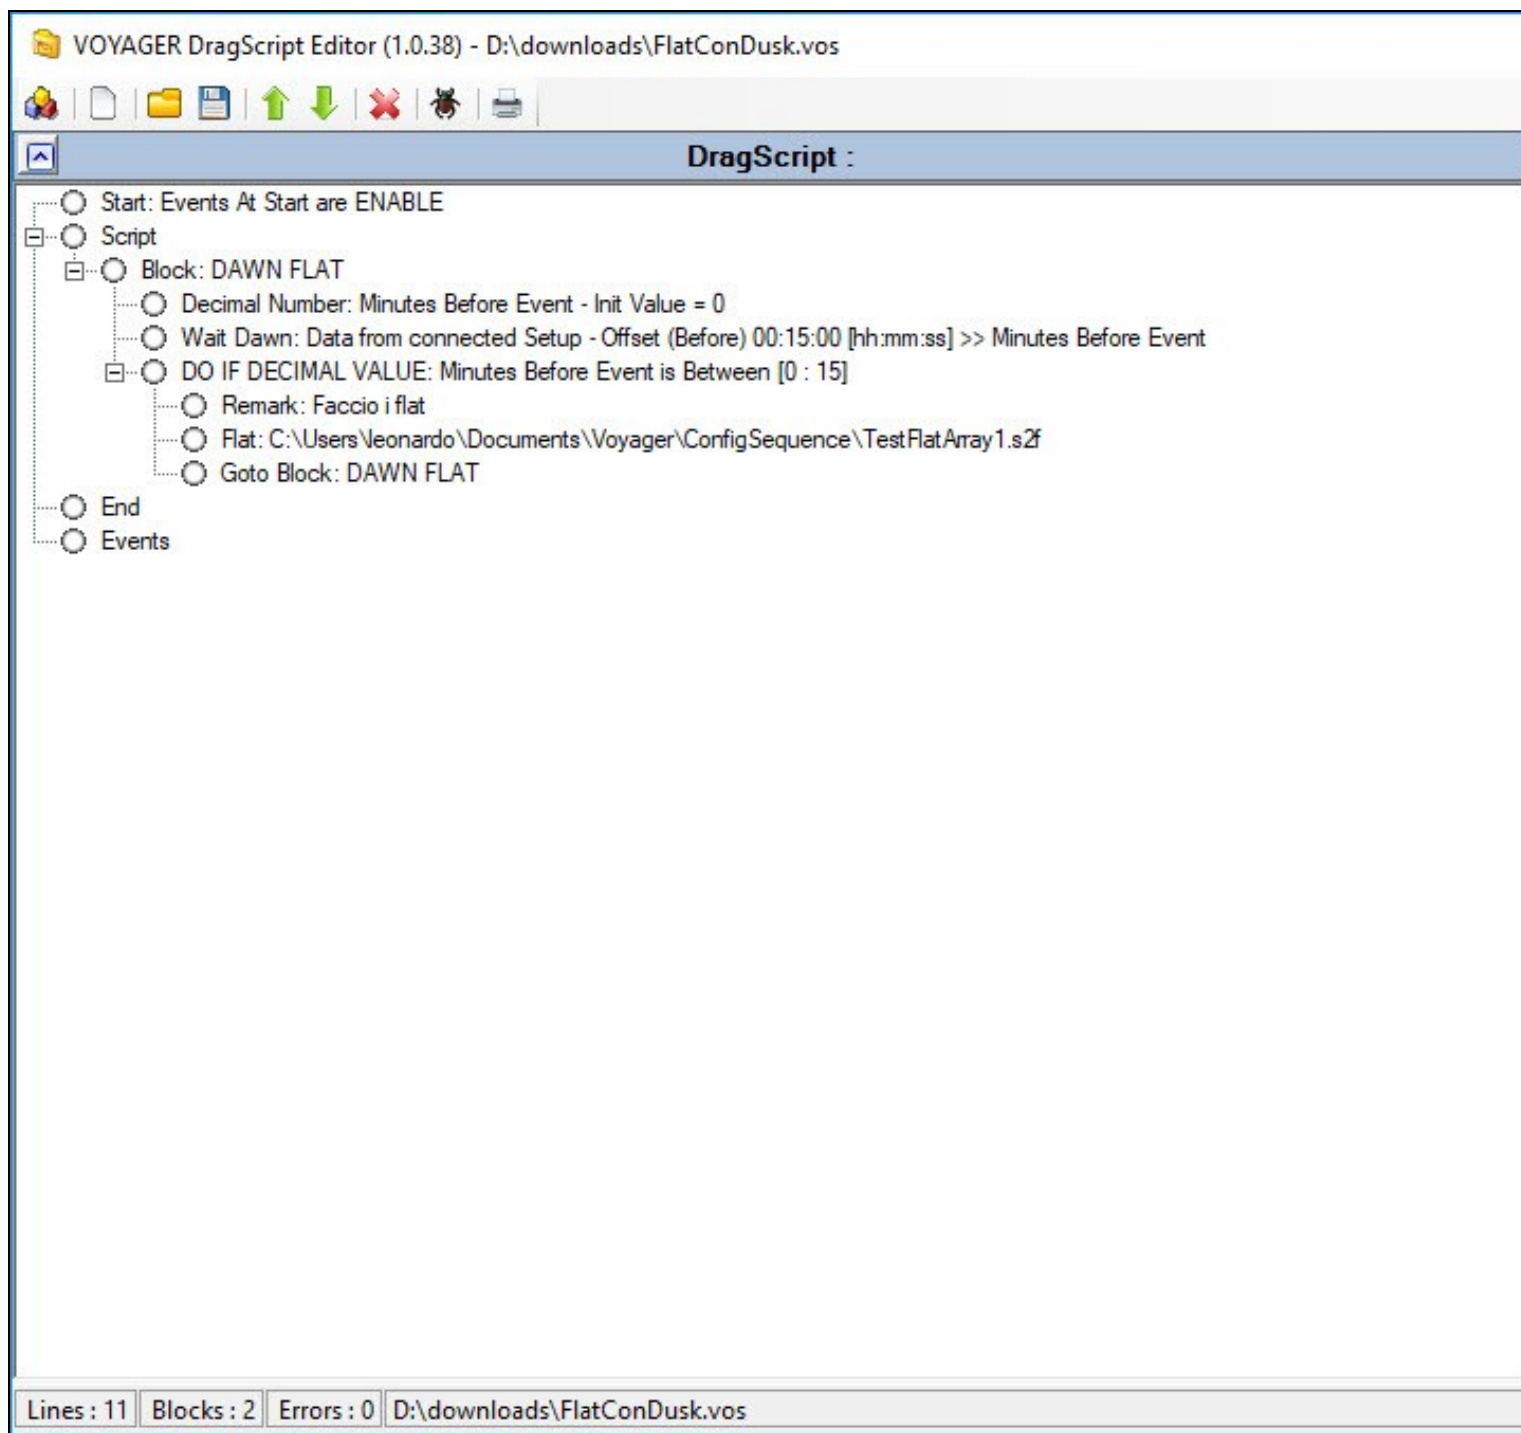 VOYAGER DragScript Editor (1.0.38) - D:\downloads\FlatConDusk.vos
DragScript :
Start: Events At Start are ENABLE
Script
Block: DAWN FLAT
Decimal Number: Minutes Before Event - Init Value = 0
Wait Dawn: Data from connected Setup - Offset (Before) 00:15:00 [hh:mm:ss] >> Minutes Before Event
DO IF DECIMAL VALUE: Minutes Before Event is Between [0 : 15]
Remark: Faccio i flat
Flat: C:\Users\leonardo\Documents\Voyager\ConfigSequence\TestFlatArray1.s2f
Goto Block: DAWN FLAT
End
Events
Lines : 11 Blocks : 2 Errors : 0 D:\downloads\FlatConDusk.vos